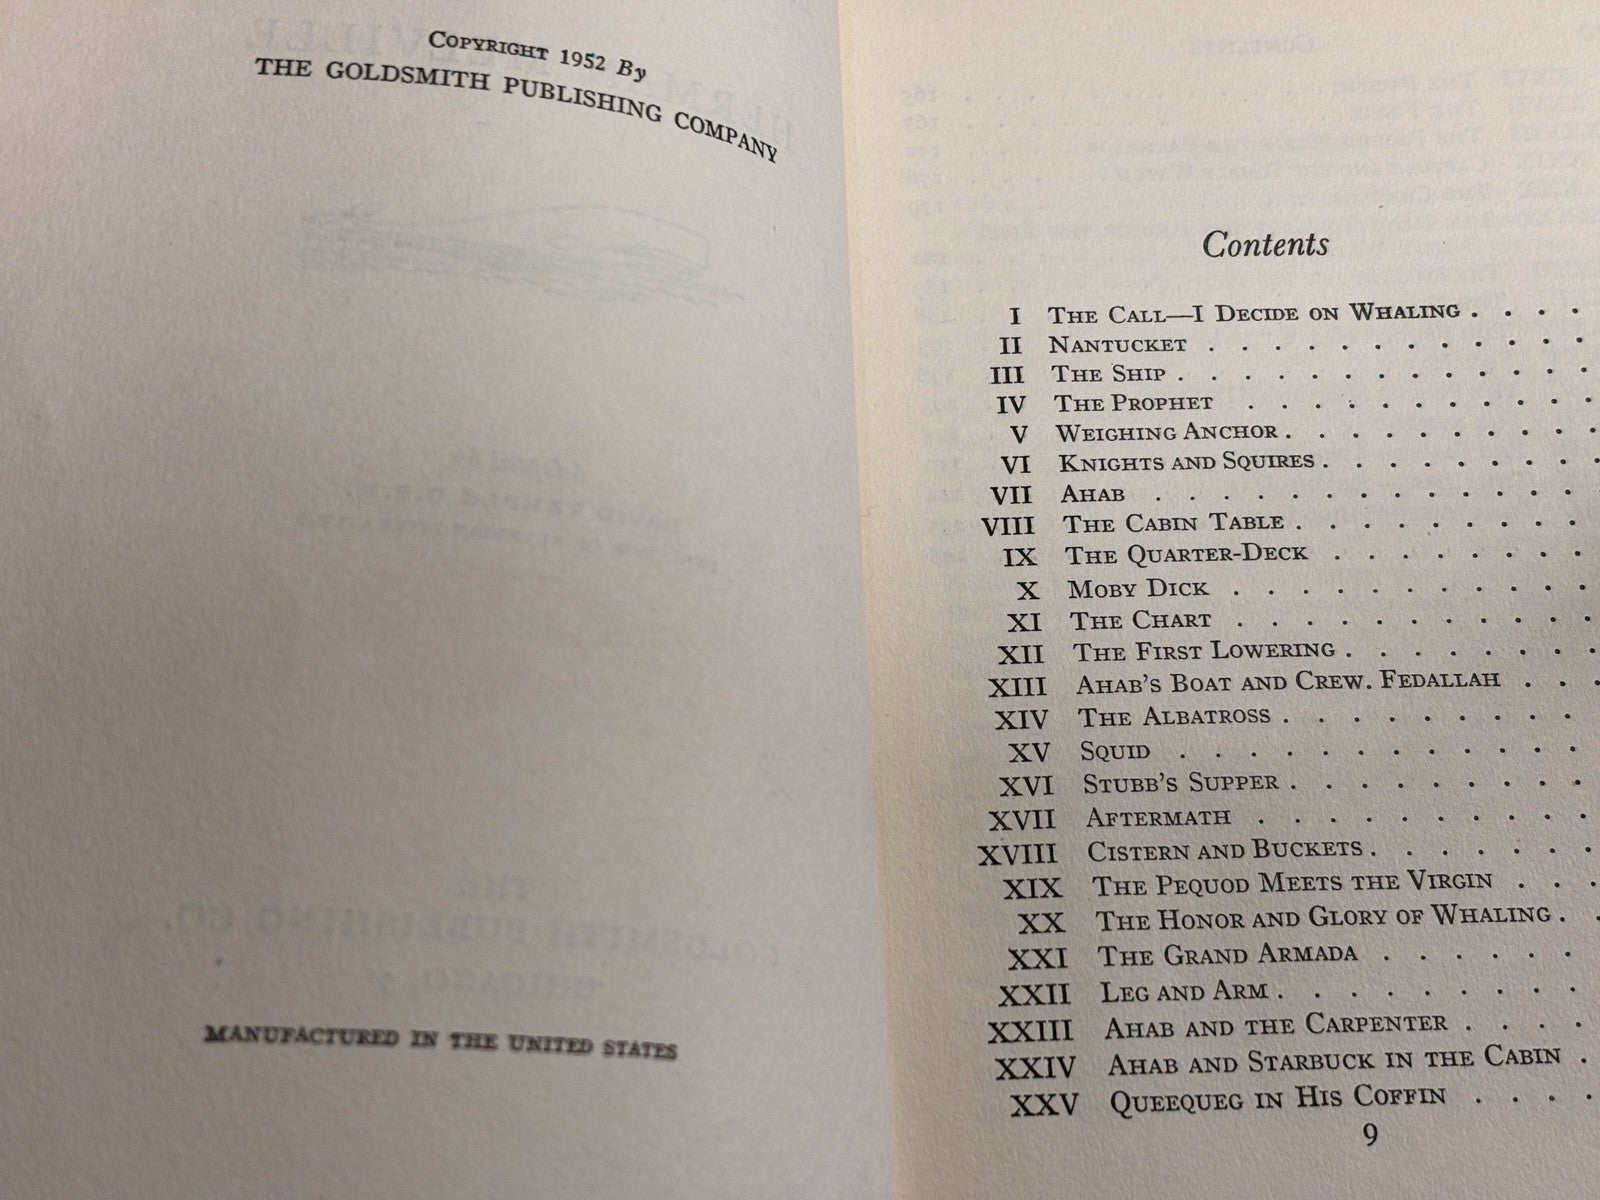 COPYRIGHT 1952 By
THE GOLDSMITH PUBLISHING COMPANY
MANUFACTURED IN THE UNITED STATES
Contents
I THE CALL—I DECIDE ON WHALING . . . .
II NANTUCKET . . . . . . . . . . . .
III THE SHIP . . . . . . . . . . . . .
IV THE PROPHET . . . . . . . . . . .
V WEIGHING ANCHOR . . . . . . . . . .
VI KNIGHTS AND SQUIRES . . . . . . . . .
VII AHAB . . . . . . . . . . . . .
VIII THE CABIN TABLE . . . . . . . . .
IX THE QUARTER-DECK . . . . . . . .
X MOBY DICK . . . . . . . . . . .
XI THE CHART . . . . . . . . . . .
XII THE FIRST LOWERING . . . . . . . .
XIII AHAB'S BOAT AND CREW. FEDALLAH . . .
XIV THE ALBATROSS . . . . . . . . .
XV SQUID . . . . . . . . . . . .
XVI STUBB'S SUPPER . . . . . . . . .
XVII AFTERMATH . . . . . . . . . .
XVIII CISTERN AND BUCKETS . . . . . . .
XIX THE PEQUOD MEETS THE VIRGIN . . .
XX THE HONOR AND GLORY OF WHALING . .
XXI THE GRAND ARMADA . . . . . .
XXII LEG AND ARM . . . . . . . . .
XXIII AHAB AND THE CARPENTER . . . .
XXIV AHAB AND STARBUCK IN THE CABIN .
XXV QUEEQUEG IN HIS COFFIN . . . .
9